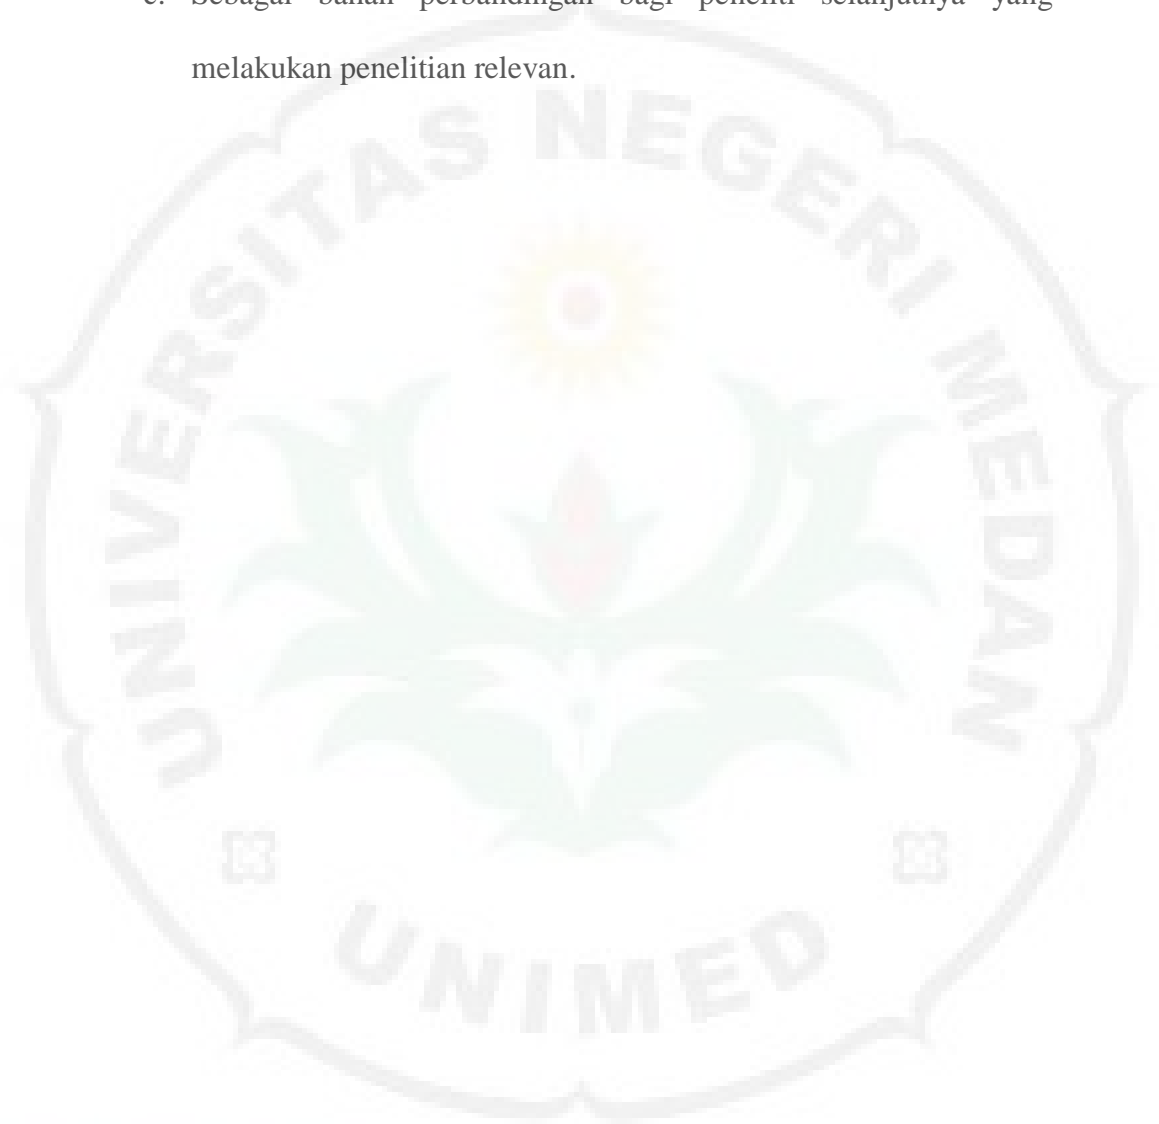 Sebagai bahan perbandingan bagi peneliti selanjutnya yang
melakukan penelitian relevan.
UNIVERSITAS NEGERI MEDAN
UNIMED